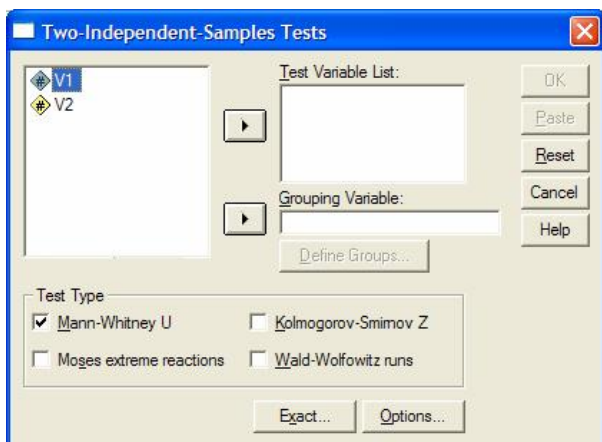 Two-Independent-Samples Tests
V1
V2
Test Variable List:
Grouping Variable:
Define Groups...
OK
Paste
Reset
Cancel
Help
Test Type
Mann-Whitney U
Kolmogorov-Smirnov Z
Moses extreme reactions
Wald-Wolfowitz runs
Exact...
Options...